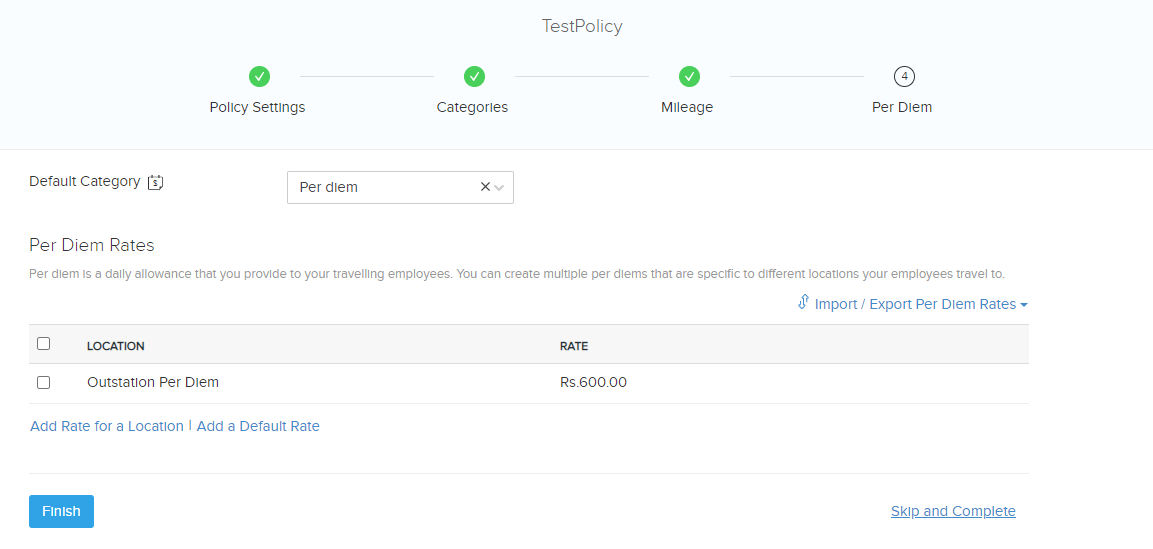 TestPolicy
4
Policy Settings
Categories
Mileage
Per Diem
Default Category $
Per diem
Per Diem Rates
Per diem is a daily allowance that you provide to your travelling employees. You can create multiple per diems that are specific to different locations your employees travel to.
Import / Export Per Diem Rates
LOCATION RATE
Outstation Per Diem Rs.600.00
Add Rate for a Location | Add a Default Rate
Finish Skip and Complete